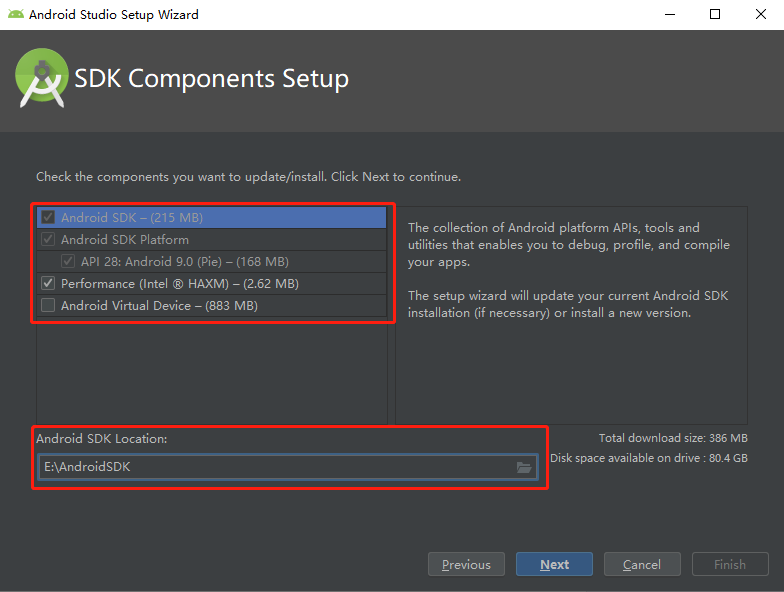 Android Studio Setup Wizard
SDK Components Setup
Check the components you want to update/install. Click Next to continue.
Android SDK – (215 MB)
Android SDK Platform
API 28: Android 9.0 (Pie) – (168 MB)
Performance (Intel ® HAXM) – (2.62 MB)
Android Virtual Device – (883 MB)
The collection of Android platform APIs, tools and
utilities that enables you to debug, profile, and compile
your apps.
The setup wizard will update your current Android SDK
installation (if necessary) or install a new version.
Android SDK Location:
E:\AndroidSDK
Total download size: 386 MB
Disk space available on drive : 80.4 GB
Previous
Next
Cancel
Finish